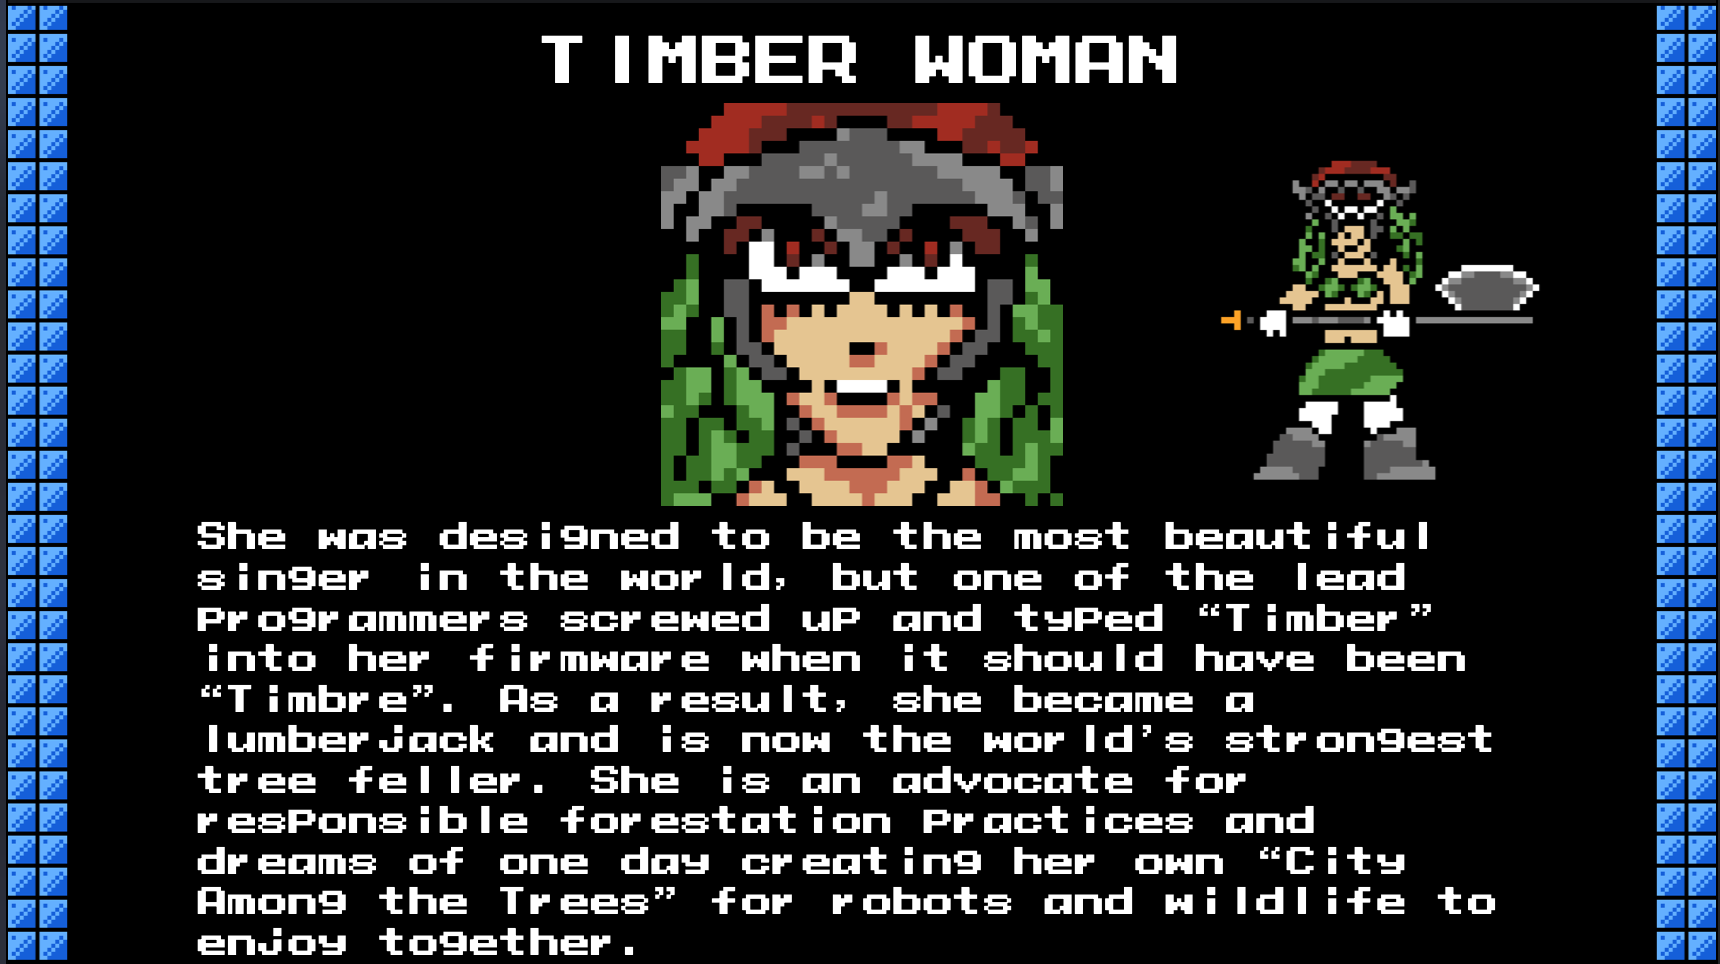 TIMBER WOMAN
She was designed to be the most beautiful
singer in the world, but one of the lead
programmers screwed up and typed “Timber”
into her firmware when it should have been
“Timbre”. As a result, she became a
lumberjack and is now the world’s strongest
tree feller. She is an advocate for
responsible forestation practices and
dreams of one day creating her own “City
Among the Trees” for robots and wildlife to
enjoy together.